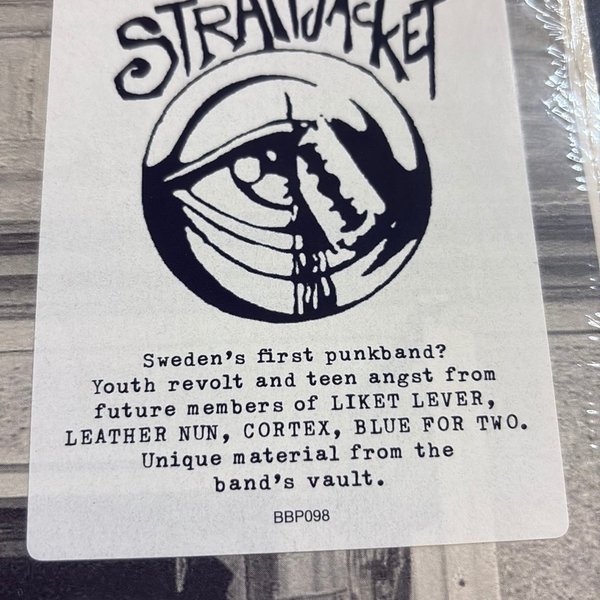 STRAITJACKET
Sweden's first punkband?
Youth revolt and teen angst from
future members of LIKET LEVER,
LEATHER NUN, CORTEX, BLUE FOR TWO.
Unique material from the
band's vault.
BBP098